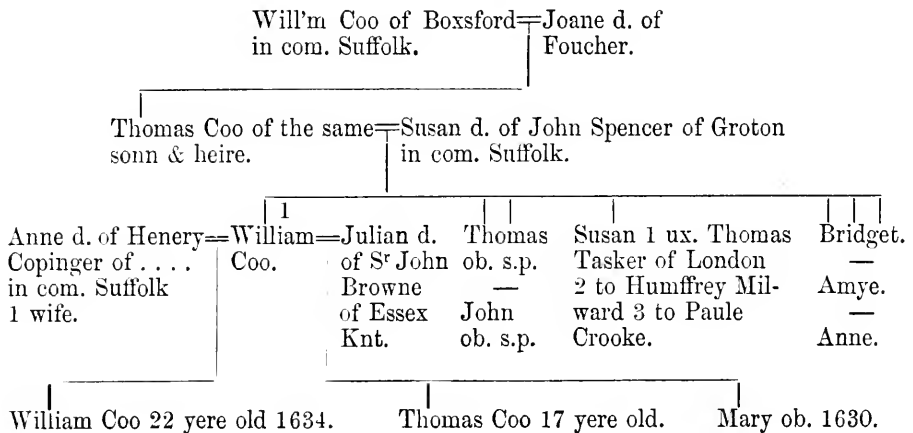 Will'm Coo of Boxsford=Joane d. of
in com. Suffolk. Foucher.
Thomas Coo of the same=Susan d. of John Spencer of Groton
sonn & heire. in com. Suffolk.
1
Anne d. of Henery=William=Julian d. Thomas Susan 1 ux. Thomas Bridget.
Copinger of . . . . Coo. of Sr John ob. s.p. Tasker of London —
in com. Suffolk Browne — 2 to Humffrey Mil- Amye.
1 wife. of Essex John ward 3 to Paule —
Knt. ob. s.p. Crooke. Anne.
William Coo 22 yere old 1634. Thomas Coo 17 yere old. Mary ob. 1630.